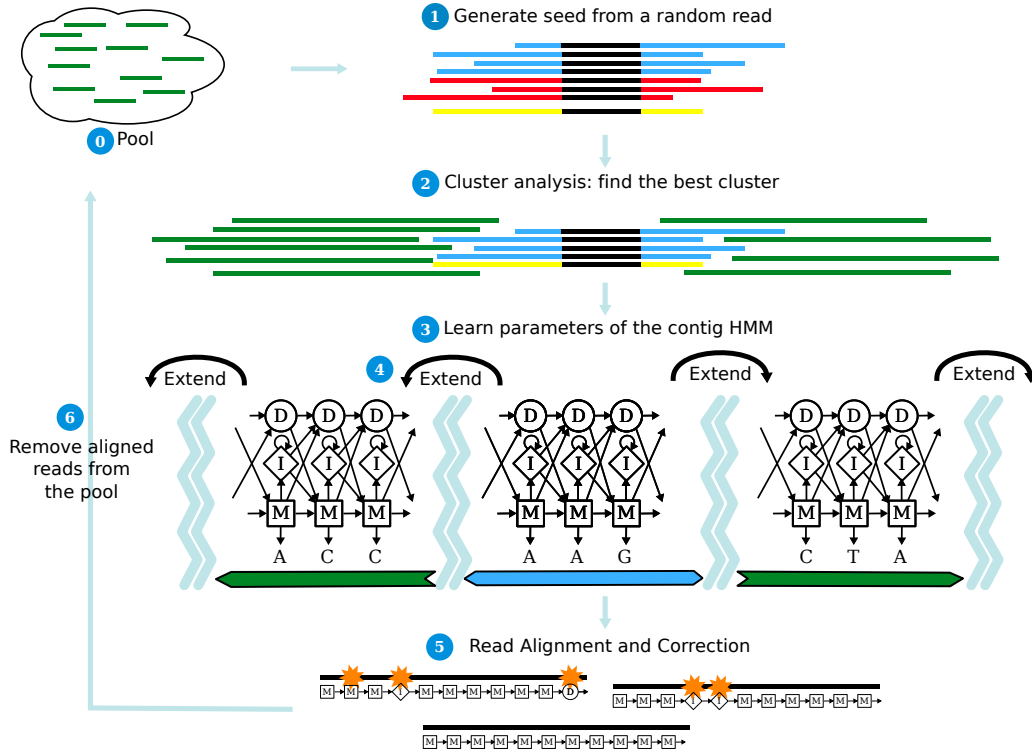 1 Generate seed from a random read
0 Pool
2 Cluster analysis: find the best cluster
3 Learn parameters of the contig HMM
4
Extend
Extend
Extend
Extend
6
Remove aligned
reads from
the pool
D D D
I I I
M M M
A C C
D D D
I I I
M M M
A A G
D D D
I I I
M M M
C T A
5 Read Alignment and Correction
M M M I M M M M M M D
M M M I I M M M M M M
M M M M M M M M M M M